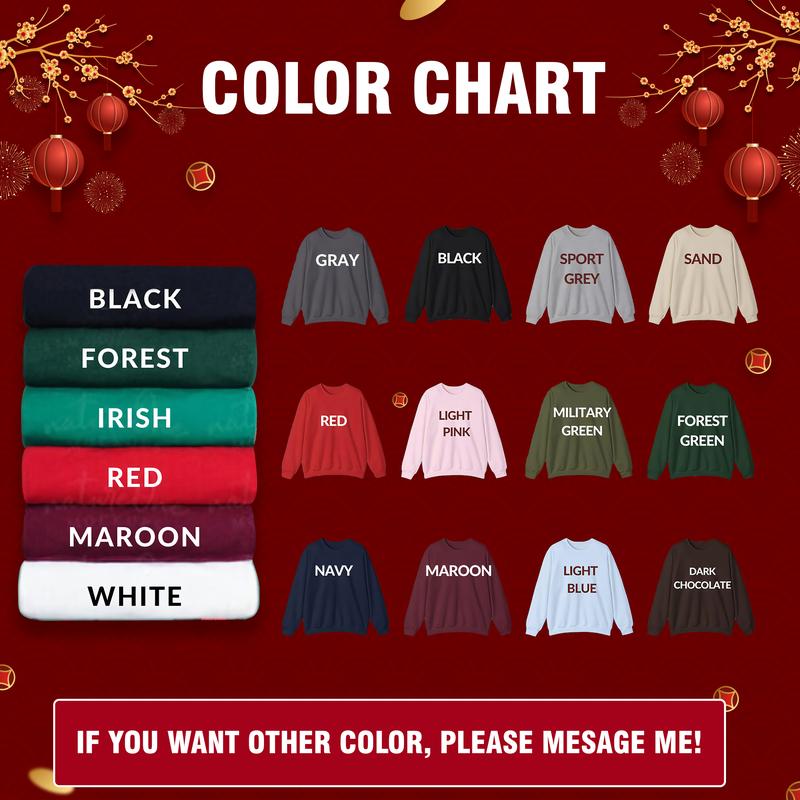 COLOR CHART
BLACK
FOREST
IRISH
RED
MAROON
WHITE
GRAY
BLACK
SPORT
GREY
SAND
RED
LIGHT
PINK
MILITARY
GREEN
FOREST
GREEN
NAVY
MAROON
LIGHT
BLUE
DARK
CHOCOLATE
IF YOU WANT OTHER COLOR, PLEASE MESAGE ME!